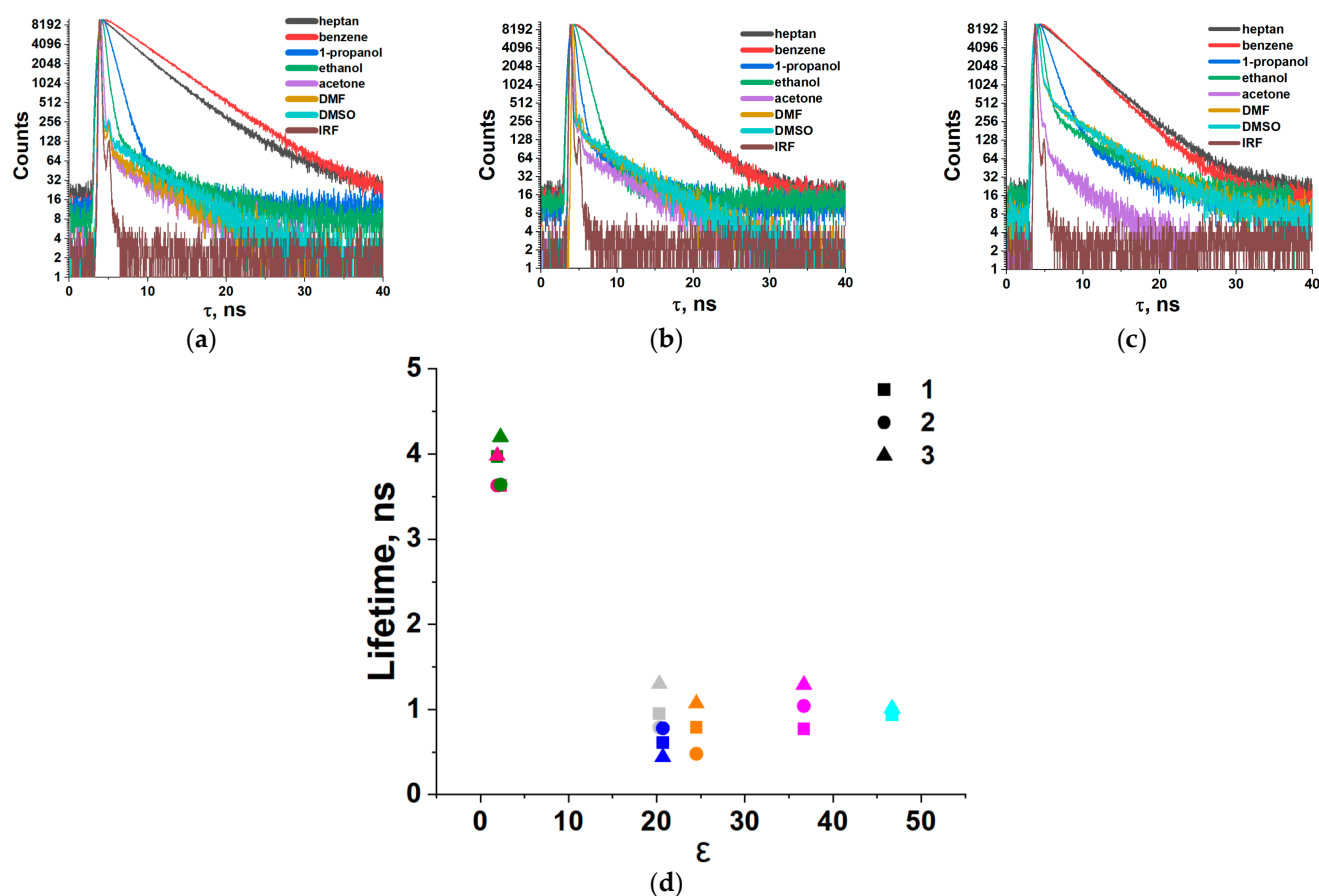 8192
4096
2048
1024
512
256
128
64
32
16
8
4
2
1
Counts
0 10 20 30 40
τ, ns
heptan
benzene
1-propanol
ethanol
acetone
DMF
DMSO
IRF
(a)
8192
4096
2048
1024
512
256
128
64
32
16
8
4
2
1
Counts
0 10 20 30 40
τ, ns
heptan
benzene
1-propanol
ethanol
acetone
DMF
DMSO
IRF
(b)
8192
4096
2048
1024
512
256
128
64
32
16
8
4
2
1
Counts
0 10 20 30 40
τ, ns
heptan
benzene
1-propanol
ethanol
acetone
DMF
DMSO
IRF
(c)
5
4
3
2
1
0
Lifetime, ns
0 10 20 30 40 50
ε
1
2
3
(d)